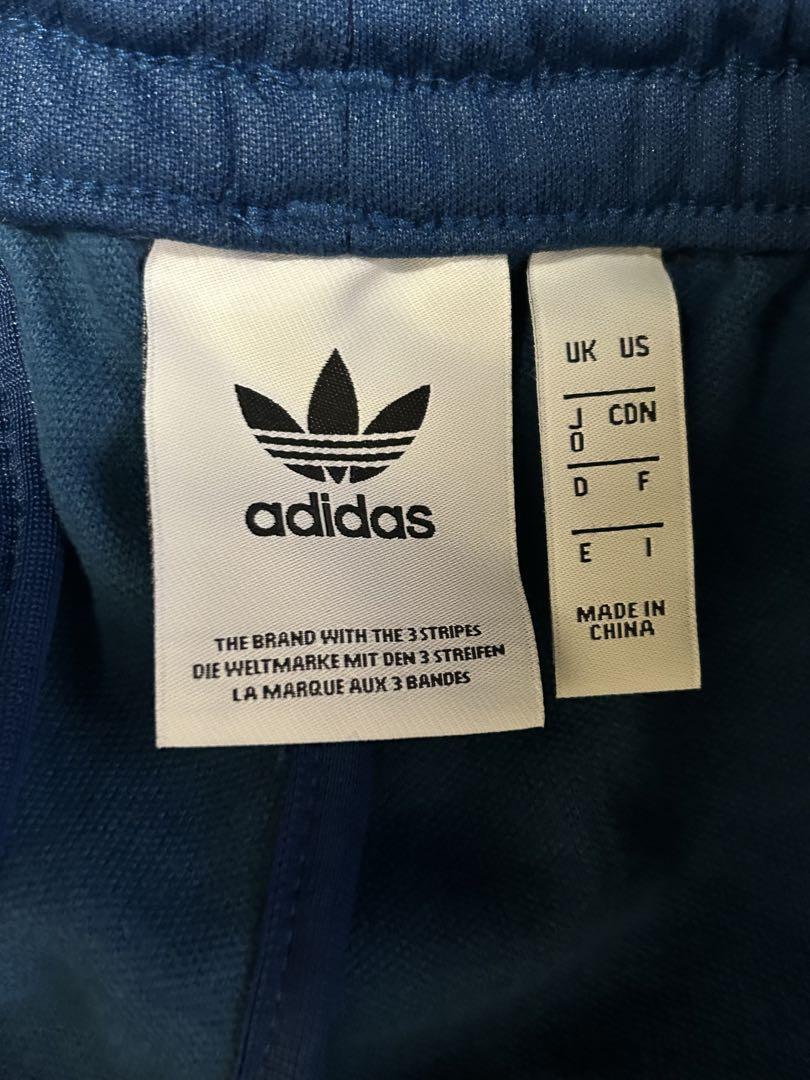 adidas
THE BRAND WITH THE 3 STRIPES
DIE WELTMARKE MIT DEN 3 STREIFEN
LA MARQUE AUX 3 BANDES
UK US
J
O CDN
D F
E I
MADE IN
CHINA